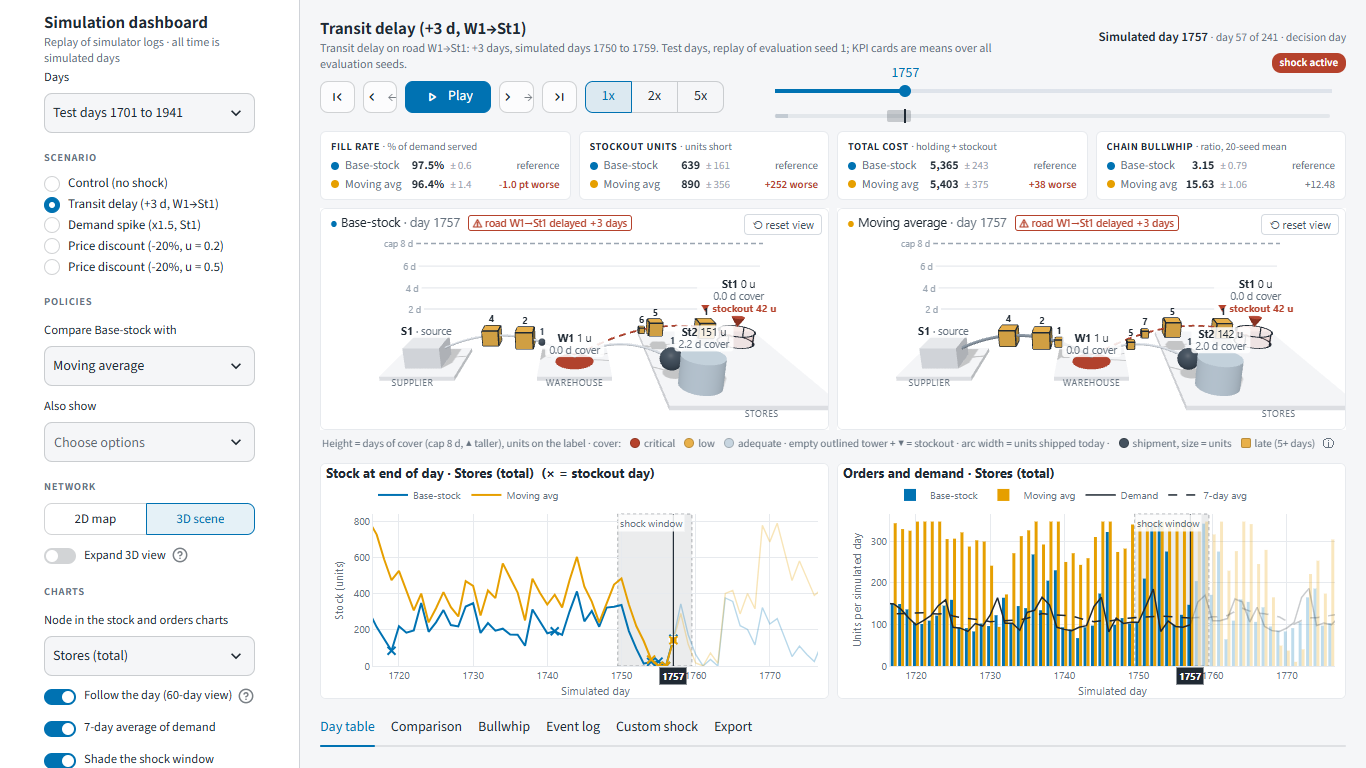 Simulation dashboard
Replay of simulator logs · all time is
simulated days
Days
Test days 1701 to 1941
SCENARIO
Control (no shock)
Transit delay (+3 d, W1→St1)
Demand spike (x1.5, St1)
Price discount (-20%, u = 0.2)
Price discount (-20%, u = 0.5)
POLICIES
Compare Base-stock with
Moving average
Also show
Choose options
NETWORK
2D map 3D scene
Expand 3D view
CHARTS
Node in the stock and orders charts
Stores (total)
Follow the day (60-day view)
7-day average of demand
Shade the shock window
Transit delay (+3 d, W1→St1)
Transit delay on road W1→St1: +3 days, simulated days 1750 to 1759. Test days, replay of evaluation seed 1; KPI cards are means over all
evaluation seeds.
Simulated day 1757 · day 57 of 241 · decision day
shock active
Play
1x 2x 5x
1757
FILL RATE · % of demand served
Base-stock 97.5% ± 0.6 reference
Moving avg 96.4% ± 1.4 -1.0 pt worse
STOCKOUT UNITS · units short
Base-stock 639 ± 161 reference
Moving avg 890 ± 356 +252 worse
TOTAL COST · holding + stockout
Base-stock 5,365 ± 243 reference
Moving avg 5,403 ± 375 +38 worse
CHAIN BULLWHIP · ratio, 20-seed mean
Base-stock 3.15 ± 0.79 reference
Moving avg 15.63 ± 1.06 +12.48
Base-stock · day 1757 road W1→St1 delayed +3 days reset view
cap 8 d
6 d
4 d
2 d
St1 0 u
0.0 d cover
stockout 42 u
4 2 1 6 5 1
S1 · source
W1 1 u
0.0 d cover
St2 151 u
2.2 d cover
SUPPLIER
WAREHOUSE
STORES
Moving average · day 1757 road W1→St1 delayed +3 days reset view
cap 8 d
6 d
4 d
2 d
St1 0 u
0.0 d cover
stockout 42 u
4 2 1 5 7 5 1
S1 · source
W1 1 u
0.0 d cover
St2 142 u
2.0 d cover
SUPPLIER
WAREHOUSE
STORES
Height = days of cover (cap 8 d, ▲ taller), units on the label · cover: critical low adequate · empty outlined tower + ▼ = stockout · arc width = units shipped today · shipment, size = units late (5+ days)
Stock at end of day · Stores (total) (× = stockout day)
Base-stock Moving avg
shock window
800
600
400
200
0
Stock (units)
1720 1730 1740 1750 1757 1760 1770
Simulated day
Orders and demand · Stores (total)
Base-stock Moving avg Demand 7-day avg
shock window
300
200
100
0
Units per simulated day
1720 1730 1740 1750 1757 1760 1770
Simulated day
Day table Comparison Bullwhip Event log Custom shock Export